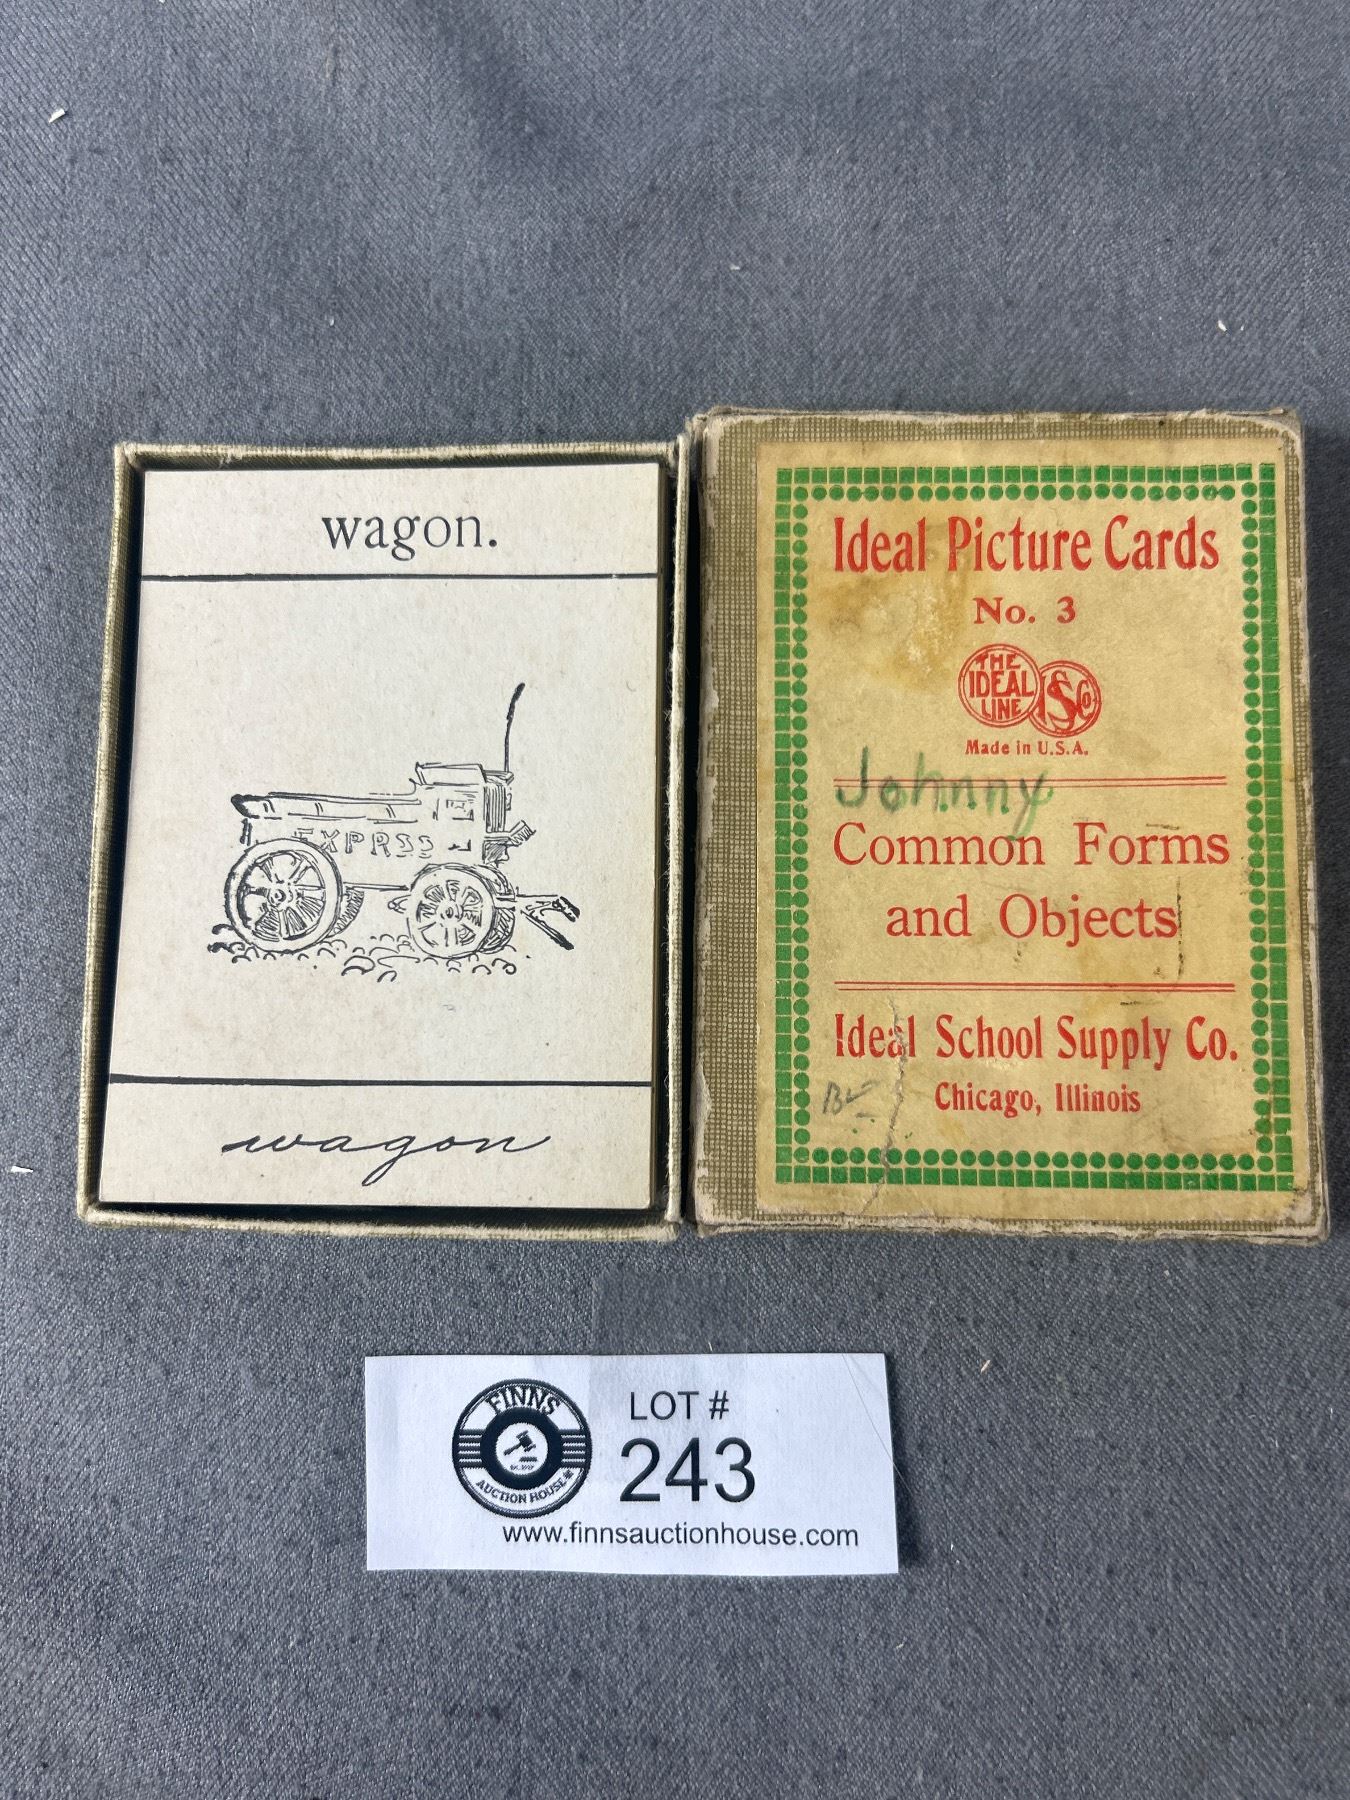 wagon.
EXPRSS
wagon
Ideal Picture Cards
No. 3
THE
IDEAL
LINE
ISCo
Made in U.S.A.
Johnny
Common Forms
and Objects
Ideal School Supply Co.
Chicago, Illinois
FINNS
AUCTION HOUSE
LOT #
243
www.finnsauctionhouse.com